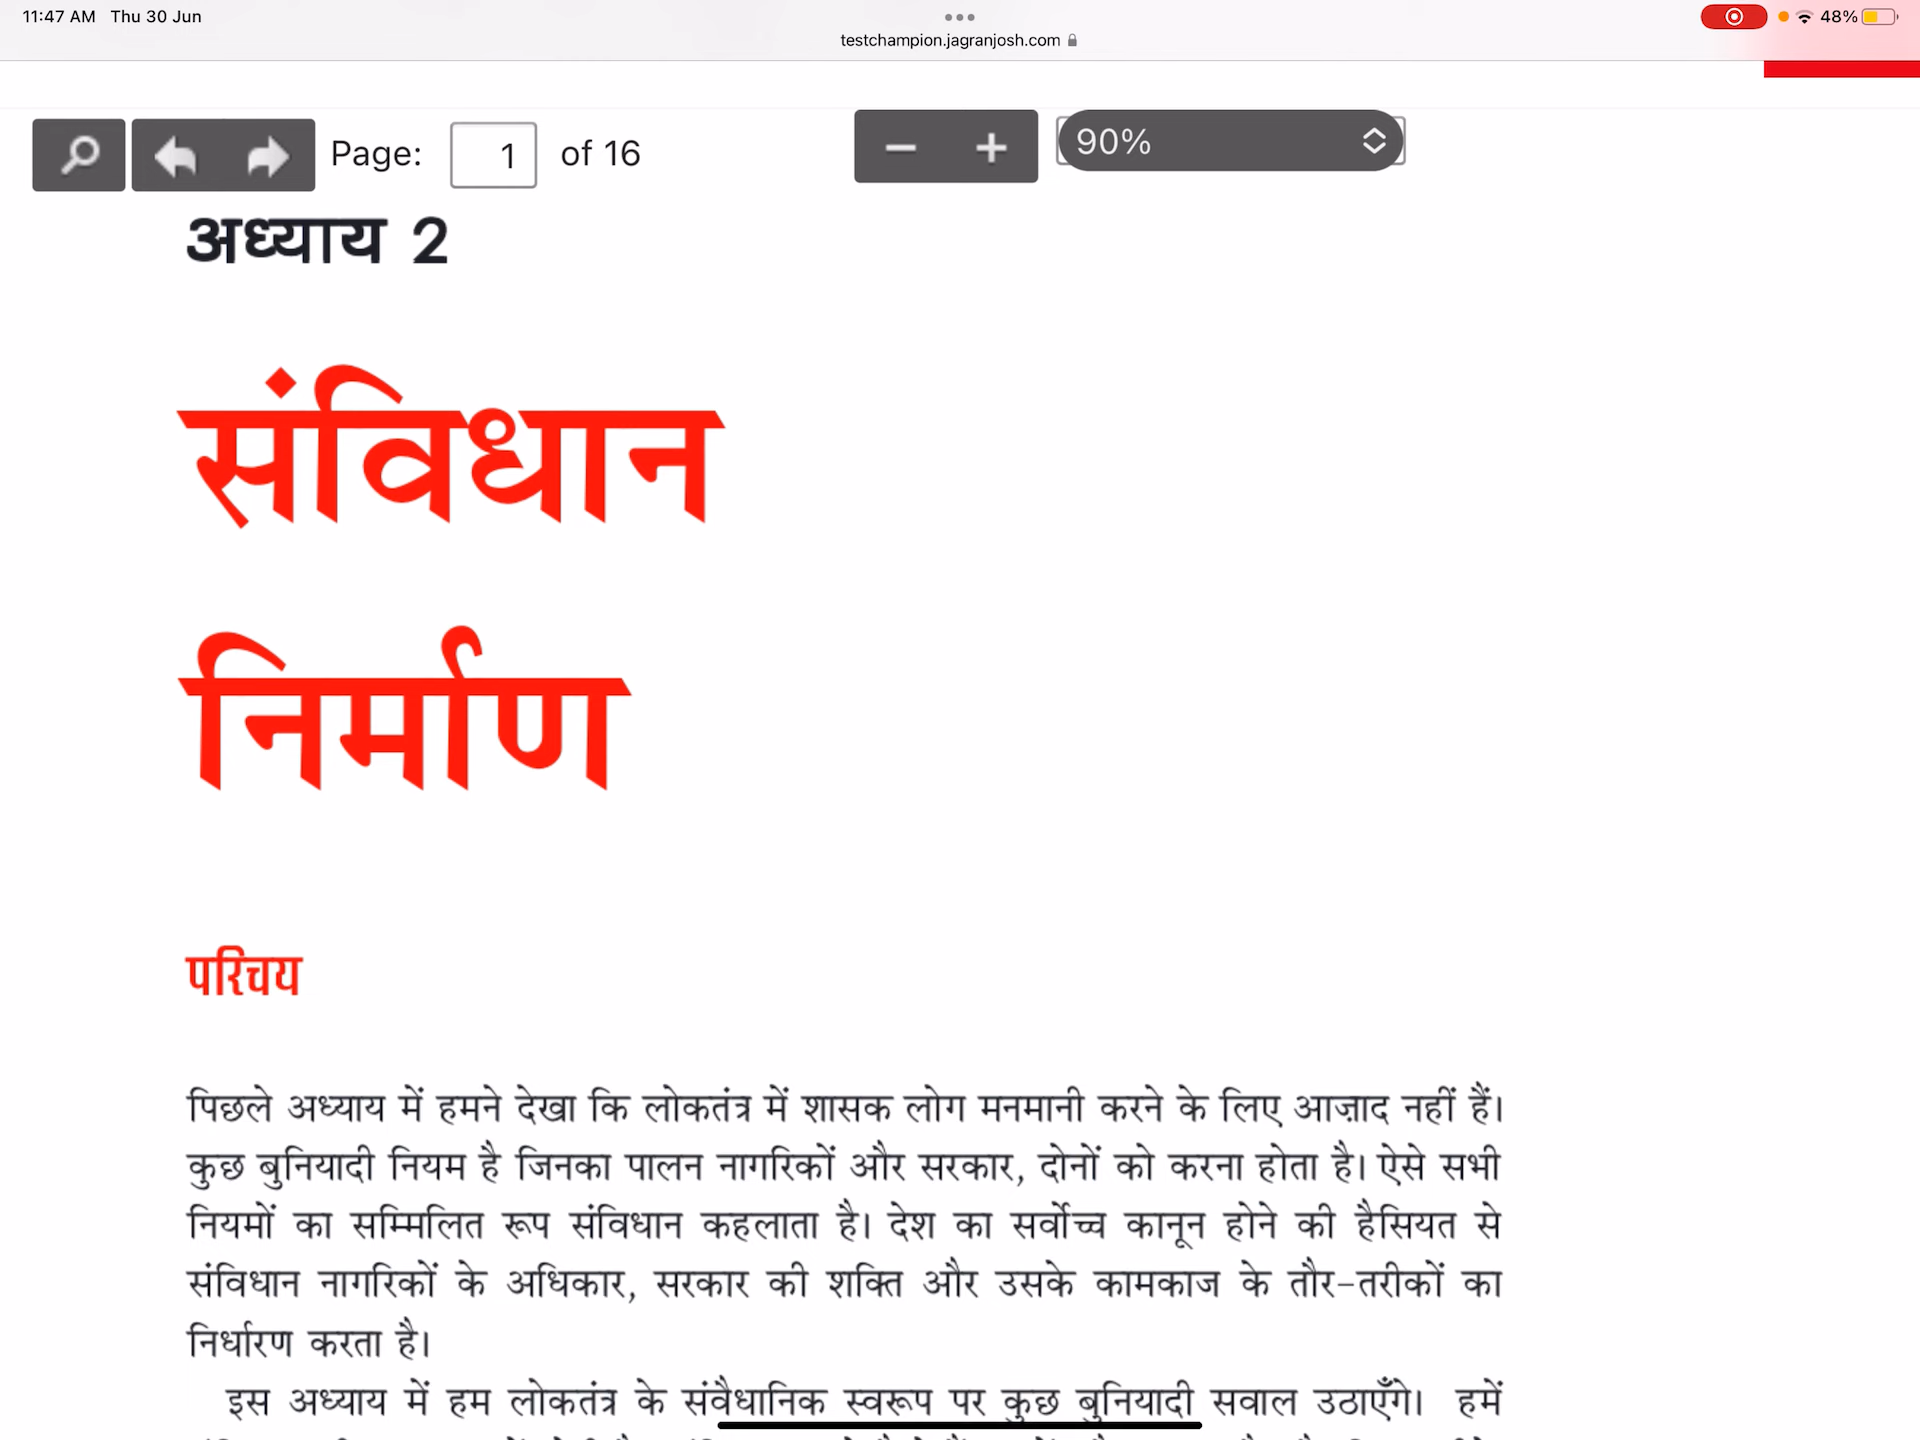 11:47 AM Thu 30 Jun
48%
testchampion.jagranjosh.com
Page: 1 of 16
90%
अध्याय 2
संविधान
निर्माण
परिचय
पिछले अध्याय में हमने देखा कि लोकतंत्र में शासक लोग मनमानी करने के लिए आज़ाद नहीं हैं।
कुछ बुनियादी नियम है जिनका पालन नागरिकों और सरकार, दोनों को करना होता है। ऐसे सभी
नियमों का सम्मिलित रूप संविधान कहलाता है। देश का सर्वोच्च कानून होने की हैसियत से
संविधान नागरिकों के अधिकार, सरकार की शक्ति और उसके कामकाज के तौर-तरीकों का
निर्धारण करता है।
इस अध्याय में हम लोकतंत्र के संवैधानिक स्वरूप पर कुछ बुनियादी सवाल उठाएँगे। हमें